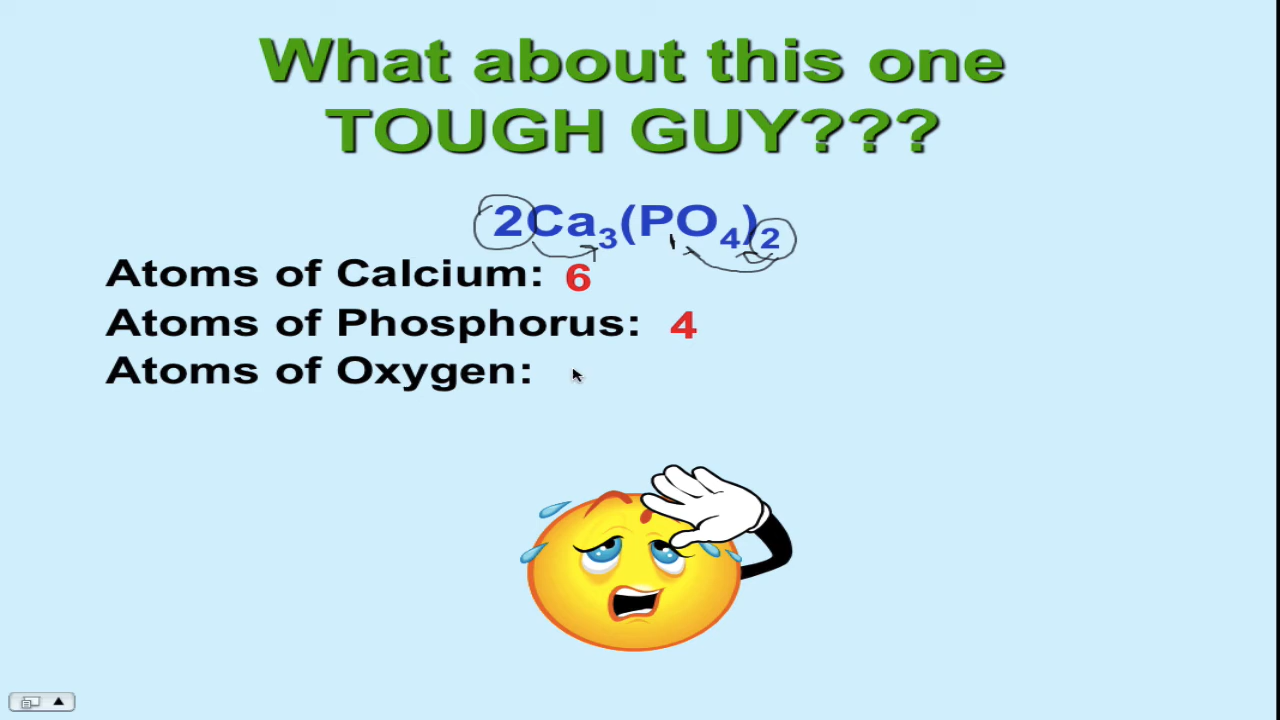 What about this one
TOUGH GUY???
2Ca₃(PO₄)₂
Atoms of Calcium: 6
Atoms of Phosphorus: 4
Atoms of Oxygen: